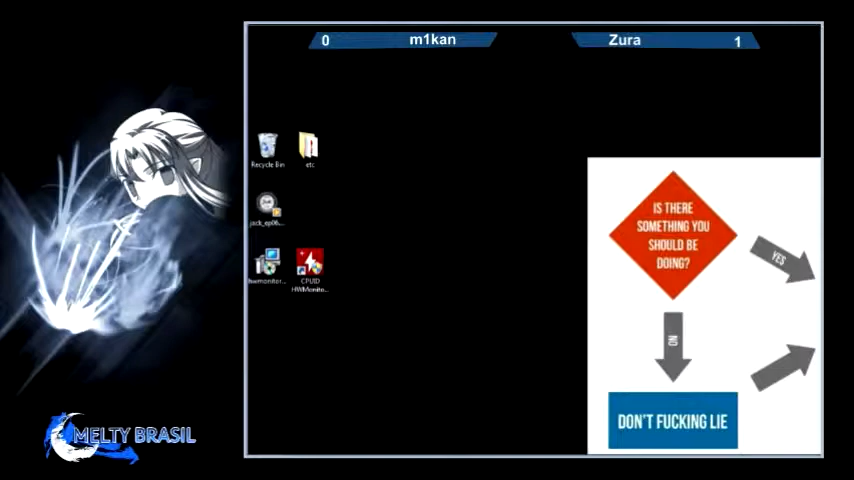 0 m1kan Zura 1
Recycle Bin etc
jack_op06...
hwmonitor... CPUID
HWMonito...
IS THERE
SOMETHING YOU
SHOULD BE
DOING?
YES
NO
DON'T FUCKING LIE
MELTY BRASIL